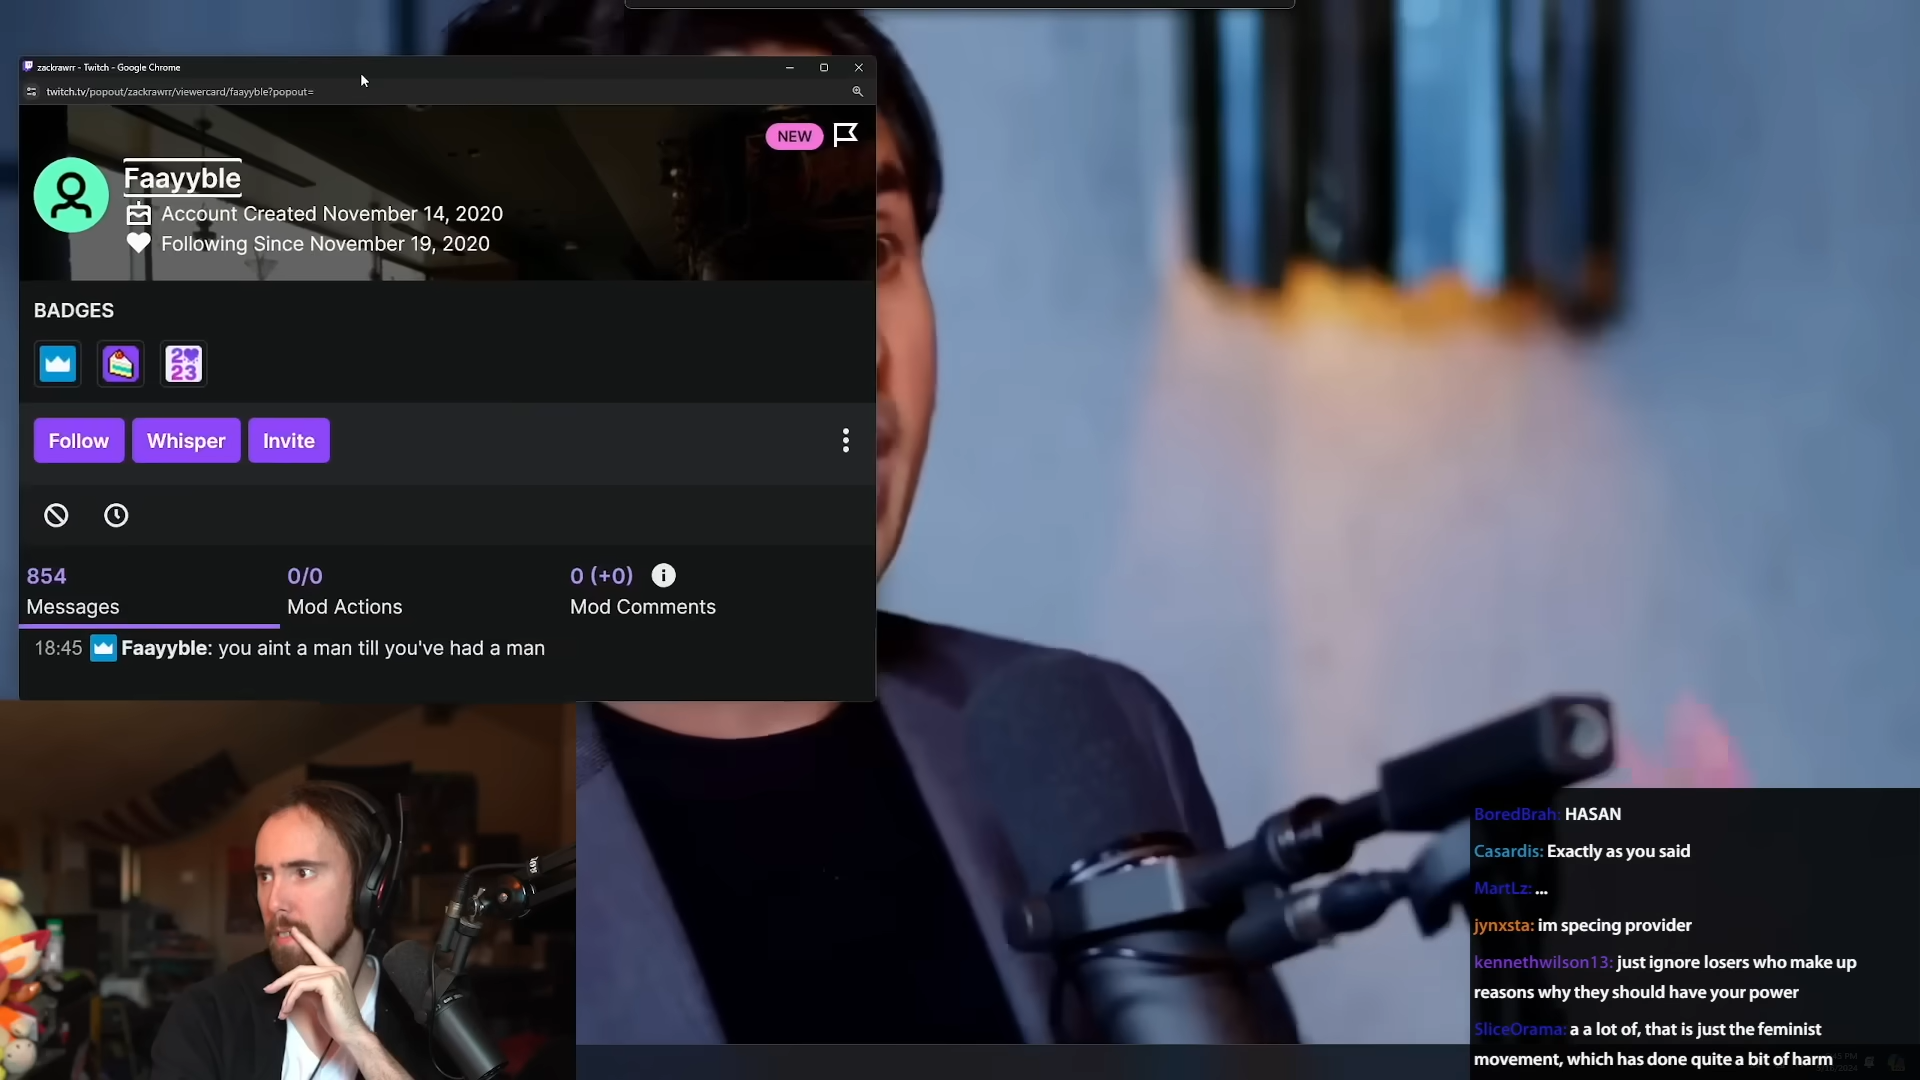 zackrawrr - Twitch - Google Chrome
twitch.tv/popout/zackrawrr/viewercard/faayyble?popout=
NEW
Faayyble
Account Created November 14, 2020
Following Since November 19, 2020
BADGES
2
23
Follow Whisper Invite
854 0/0 0 (+0)
Messages Mod Actions Mod Comments
18:45 Faayyble: you aint a man till you've had a man
BoredBrah: HASAN
Casardis: Exactly as you said
MartLz: ...
jynxsta: im specing provider
kennethwilson13: just ignore losers who make up
reasons why they should have your power
SliceOrama: a a lot of, that is just the feminist
movement, which has done quite a bit of harm